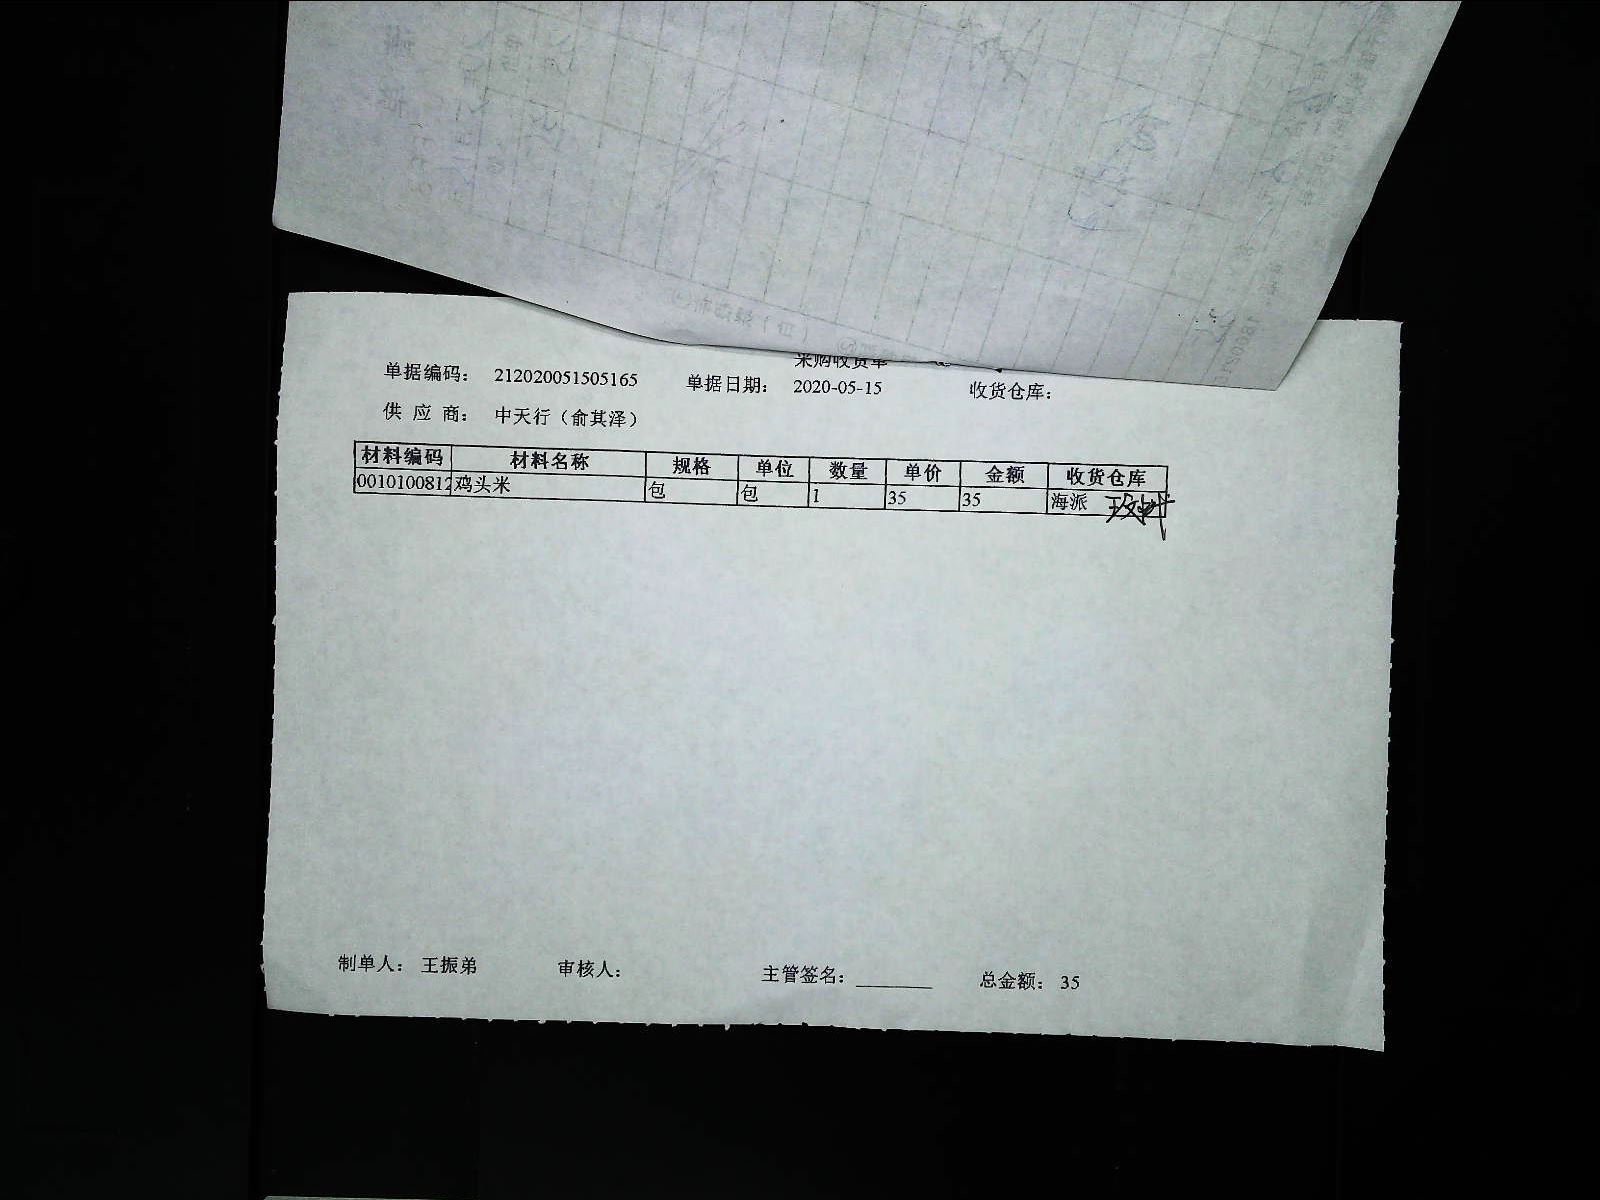 采购收货单
单据编码： 212020051505165 单据日期： 2020-05-15 收货仓库：
供 应 商： 中天行（俞其泽）
材料编码 材料名称 规格 单位 数量 单价 金额 收货仓库
0010100812 鸡头米 包 包 1 35 35 海派
制单人： 王振弟 审核人： 主管签名： 总金额： 35